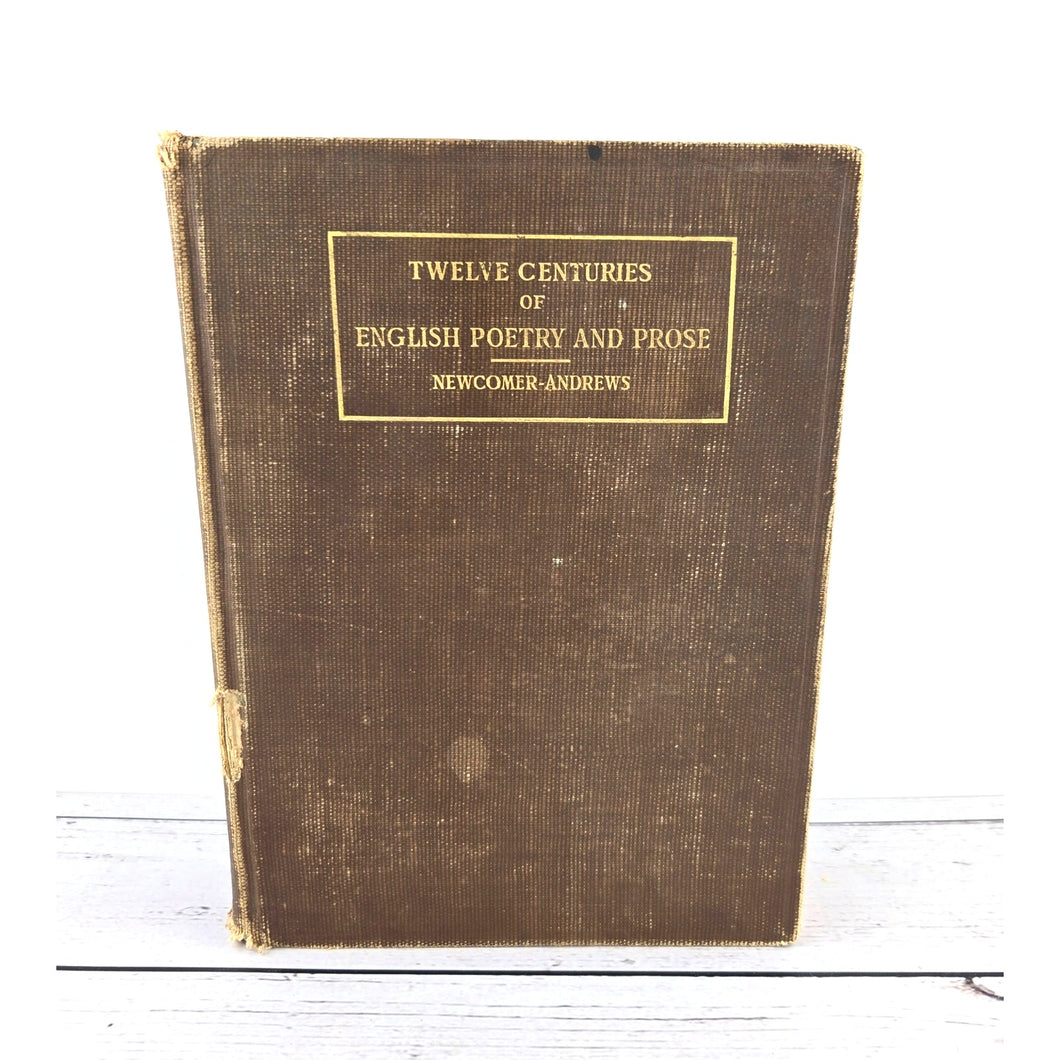 TWELVE CENTURIES
OF
ENGLISH POETRY AND PROSE
NEWCOMER-ANDREWS